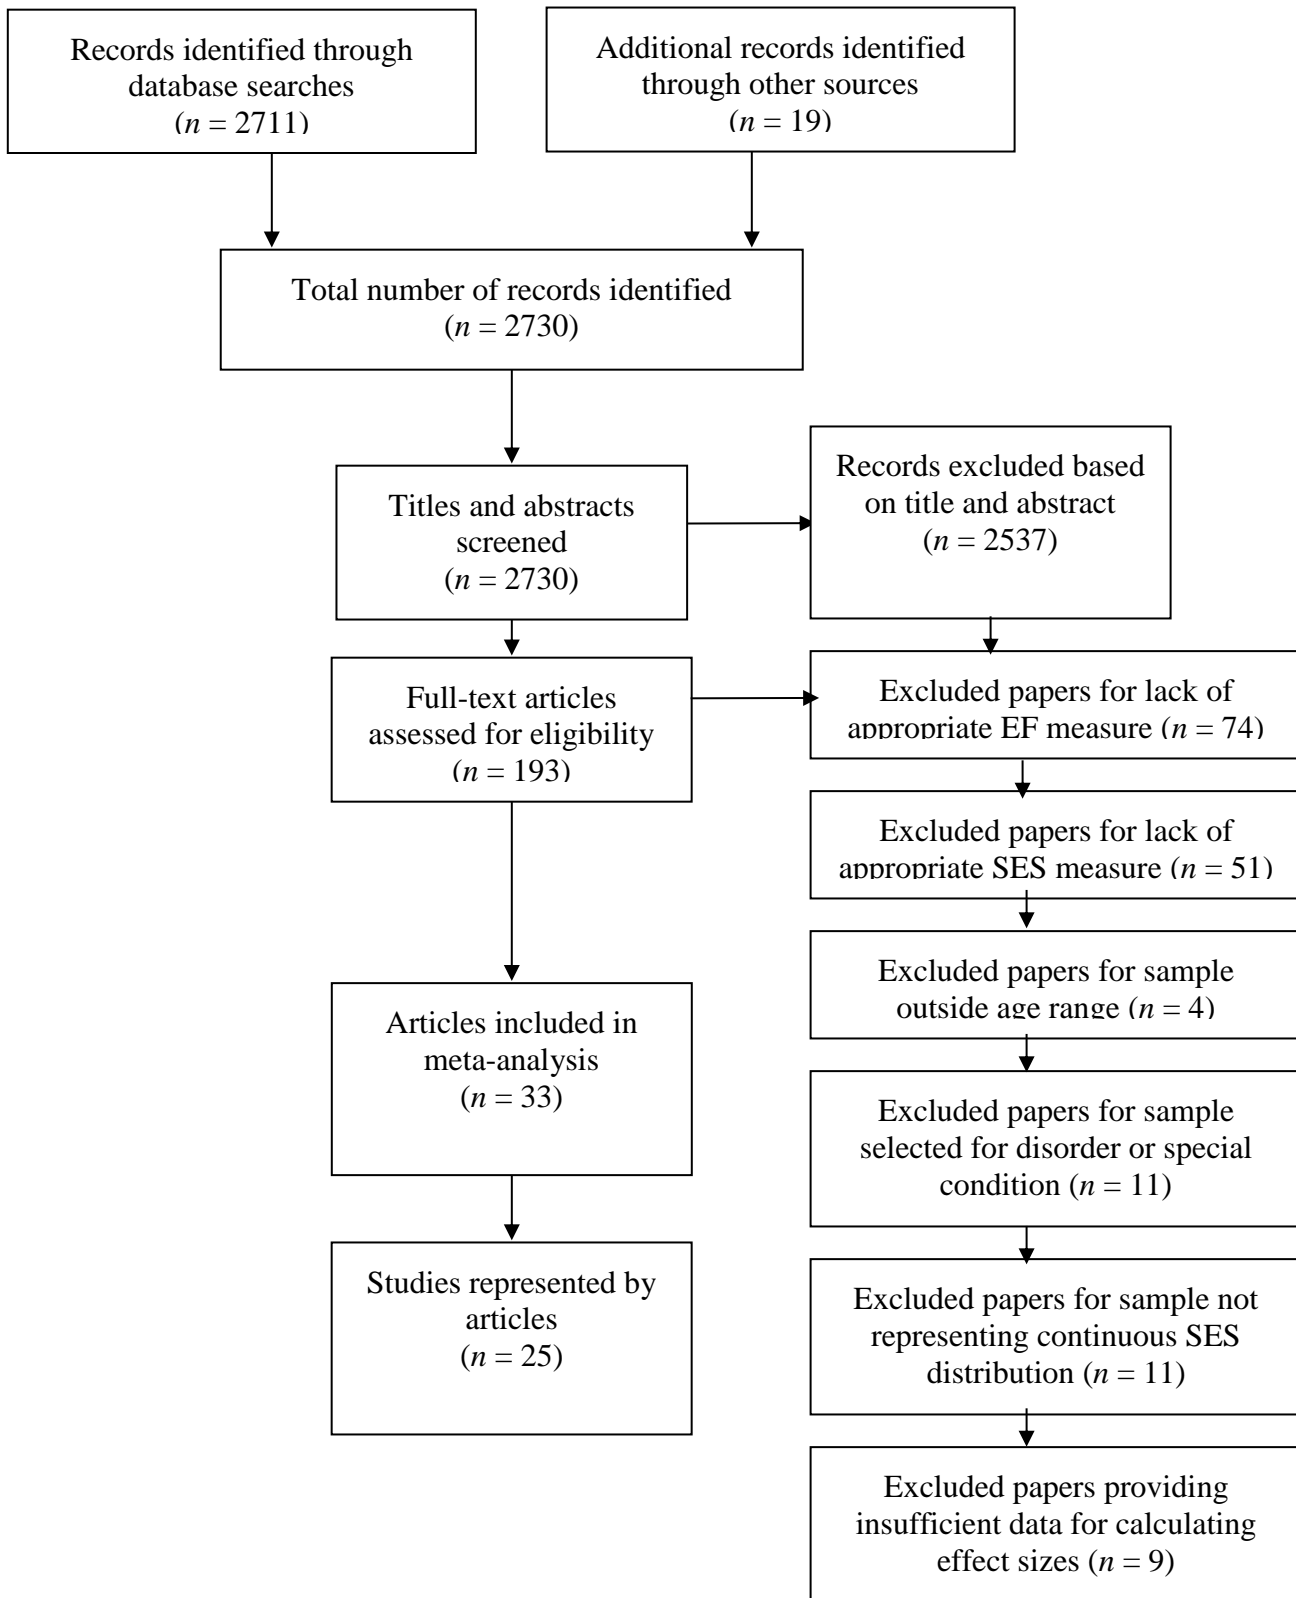 Records identified through
database searches
(n = 2711)
Additional records identified
through other sources
(n = 19)
Total number of records identified
(n = 2730)
Titles and abstracts
screened
(n = 2730)
Records excluded based
on title and abstract
(n = 2537)
Full-text articles
assessed for eligibility
(n = 193)
Excluded papers for lack of
appropriate EF measure (n = 74)
Excluded papers for lack of
appropriate SES measure (n = 51)
Excluded papers for sample
outside age range (n = 4)
Articles included in
meta-analysis
(n = 33)
Excluded papers for sample
selected for disorder or special
condition (n = 11)
Studies represented by
articles
(n = 25)
Excluded papers for sample not
representing continuous SES
distribution (n = 11)
Excluded papers providing
insufficient data for calculating
effect sizes (n = 9)